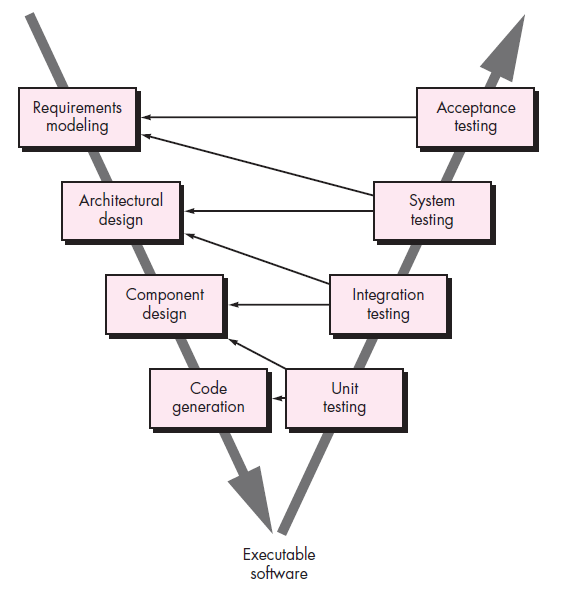 Requirements
modeling
Acceptance
testing
Architectural
design
System
testing
Component
design
Integration
testing
Code
generation
Unit
testing
Executable
software